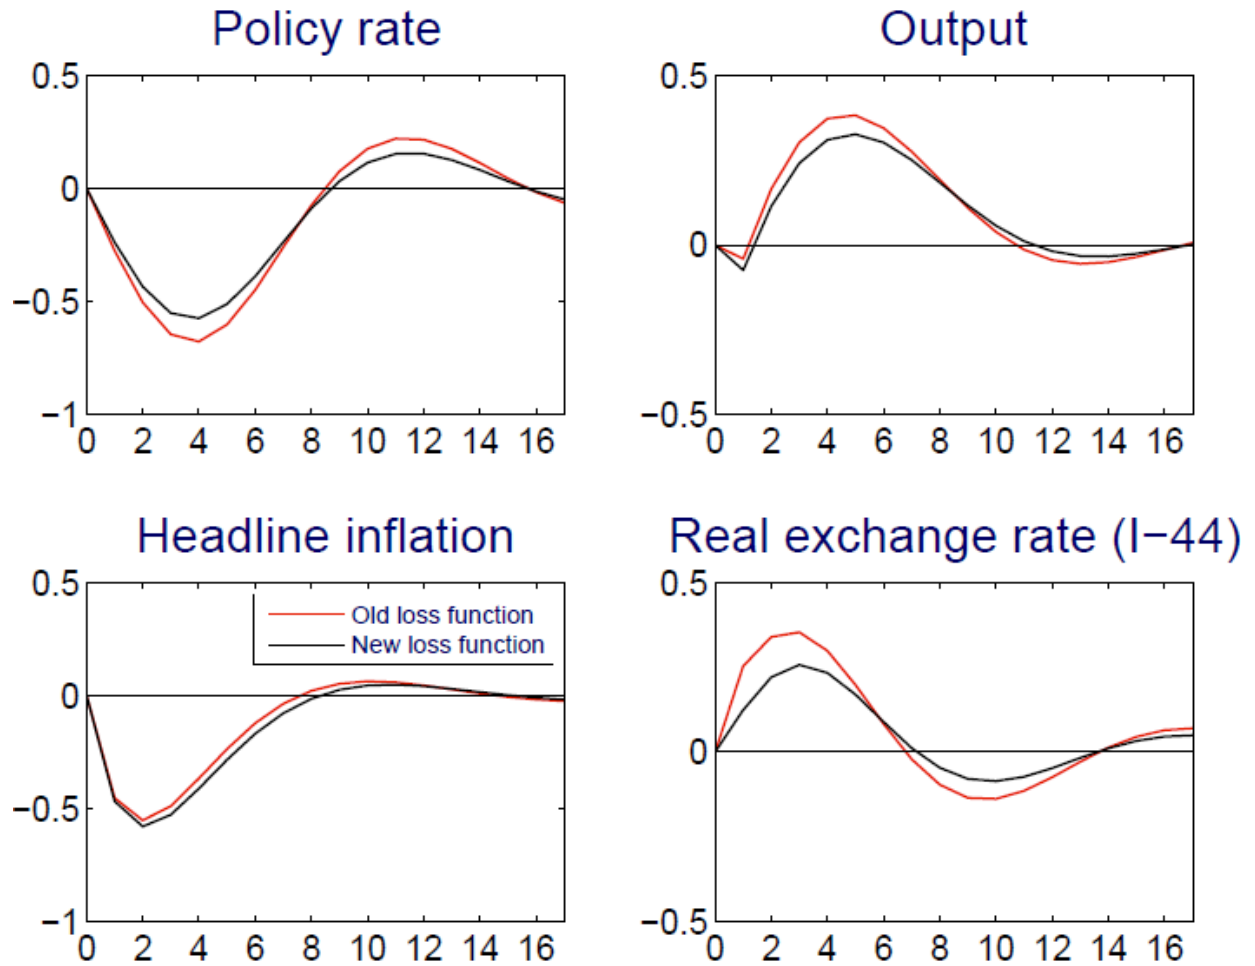 Policy rate
0.5
0
−0.5
−1
0 2 4 6 8 10 12 14 16
Output
0.5
0
−0.5
0 2 4 6 8 10 12 14 16
Headline inflation
0.5
0
−0.5
−1
0 2 4 6 8 10 12 14 16
Old loss function
New loss function
Real exchange rate (I−44)
0.5
0
−0.5
0 2 4 6 8 10 12 14 16